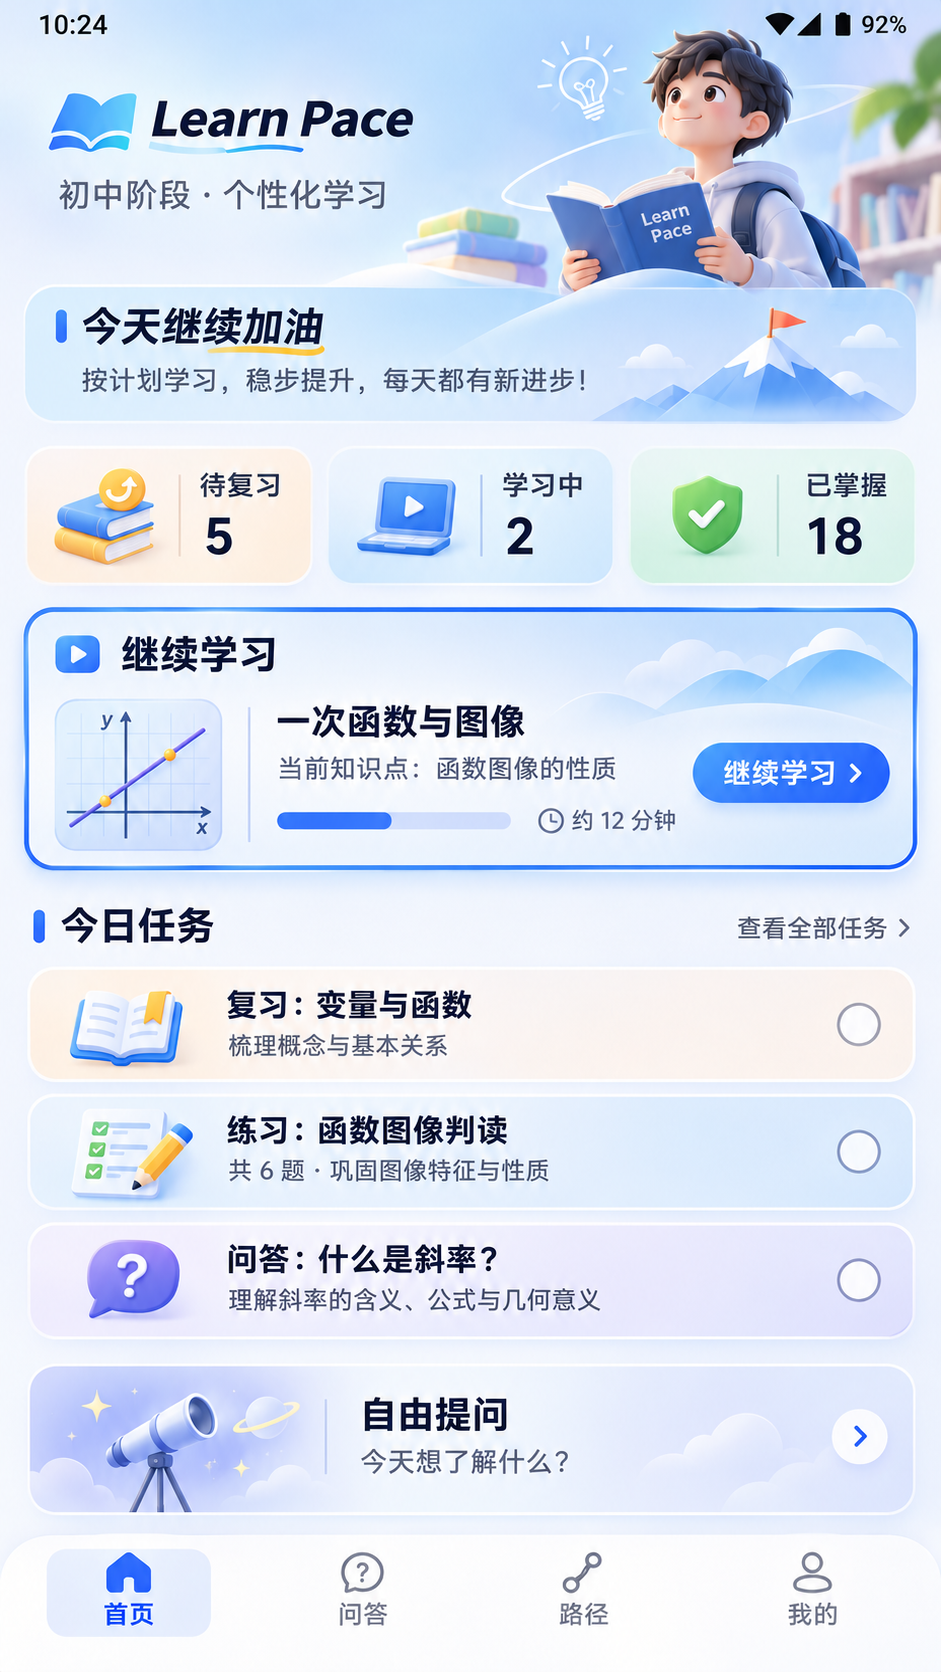 10:24
92%
Learn Pace
初中阶段 · 个性化学习
Learn
Pace
今天继续加油
按计划学习，稳步提升，每天都有新进步！
待复习
5
学习中
2
已掌握
18
继续学习
y
x
一次函数与图像
当前知识点：函数图像的性质
约 12 分钟
继续学习
今日任务
查看全部任务
复习：变量与函数
梳理概念与基本关系
练习：函数图像判读
共 6 题 · 巩固图像特征与性质
?
问答：什么是斜率？
理解斜率的含义、公式与几何意义
自由提问
今天想了解什么？
首页
?
问答
路径
我的